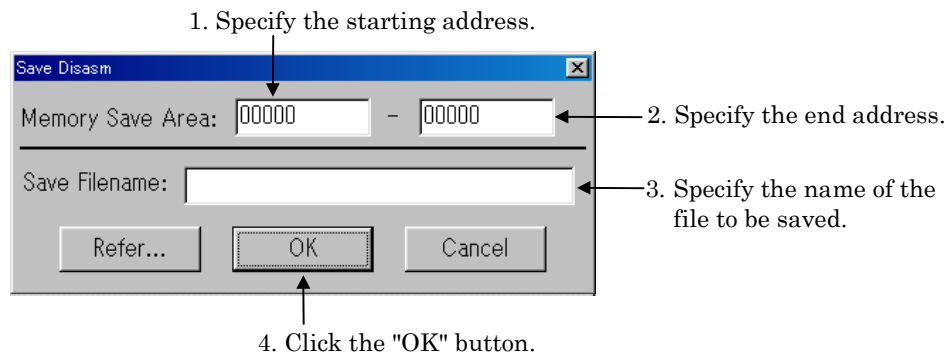 1. Specify the starting address.
Save Disasm
Memory Save Area: 00000 - 00000
2. Specify the end address.
Save Filename:
3. Specify the name of the
file to be saved.
Refer... OK Cancel
4. Click the "OK" button.